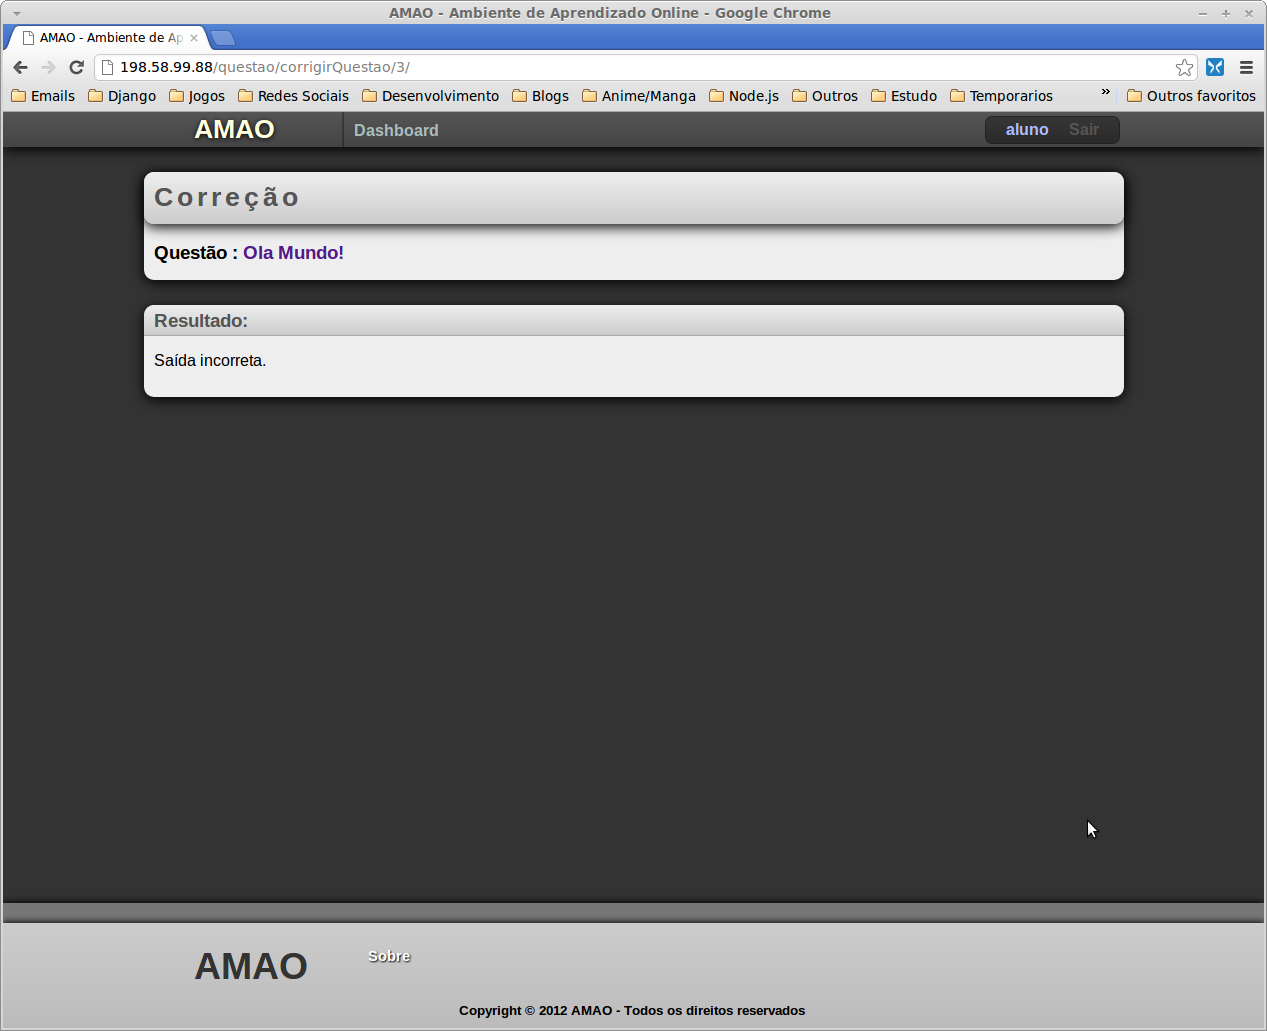 AMAO - Ambiente de Aprendizado Online - Google Chrome
AMAO - Ambiente de Ap
198.58.99.88/questao/corrigirQuestao/3/
Emails Django Jogos Redes Sociais Desenvolvimento Blogs Anime/Manga Node.js Outros Estudo Temporarios » Outros favoritos
AMAO Dashboard aluno Sair
Correção
Questão : Ola Mundo!
Resultado:
Saída incorreta.
AMAO Sobre
Copyright © 2012 AMAO - Todos os direitos reservados